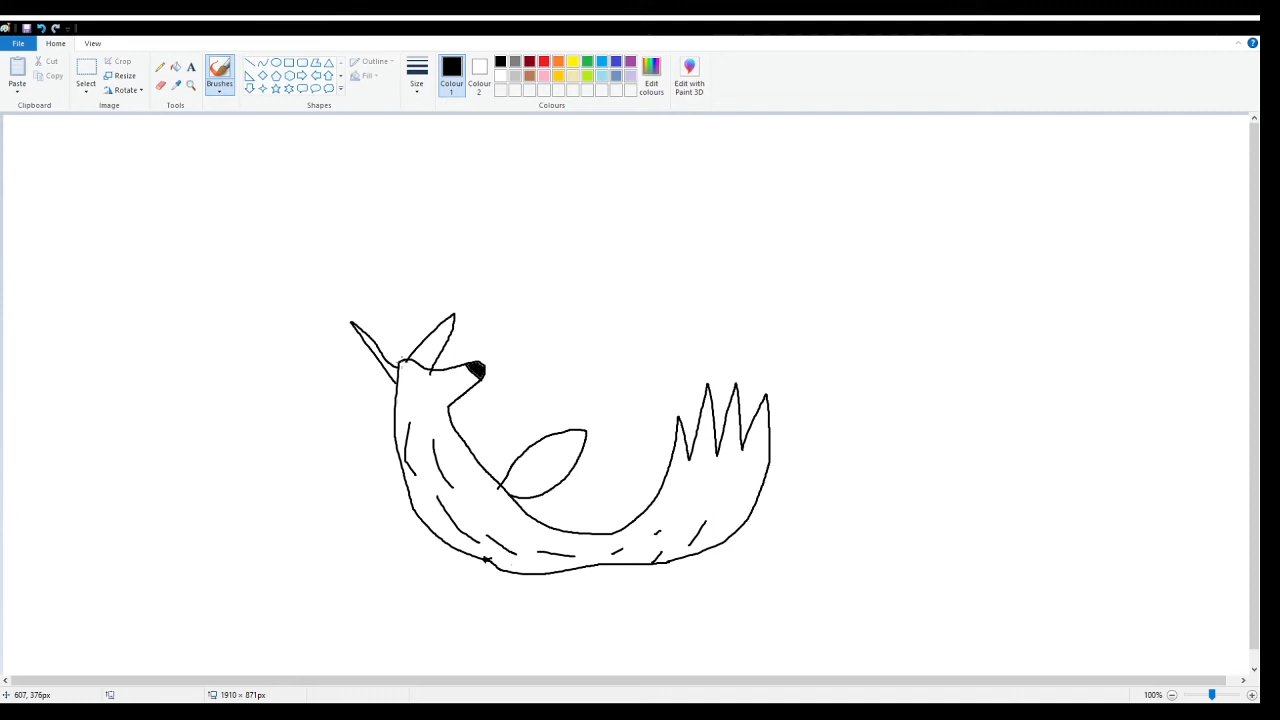 File Home View
Paste
Cut
Copy
Clipboard
Select
Crop
Resize
Rotate
Image
A
Tools
Brushes
Shapes
Outline
Fill
Size
Colour 1
Colour 2
Edit colours
Edit with Paint 3D
Colours
607, 376px
1910 × 871px
100%